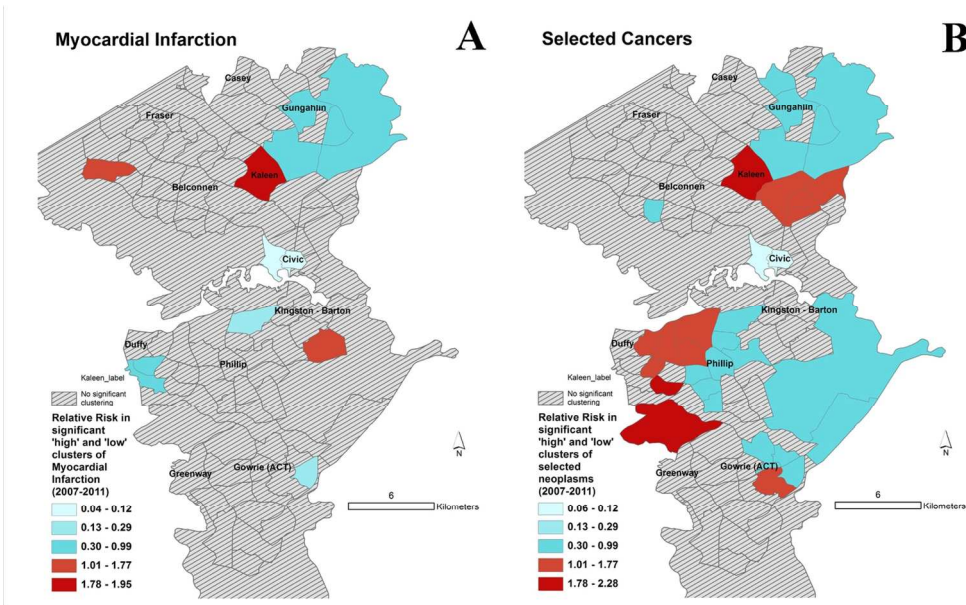 Myocardial Infarction
A
Casey
Gungahlin
Fraser
Kaleen
Belconnen
Civic
Kingston - Barton
Duffy
Phillip
Kaleen_label
No significant
clustering
Relative Risk in
significant
'high' and 'low'
clusters of
Myocardial
Infarction
(2007-2011)
Greenway
Gowrie (ACT)
N
6
Kilometers
0.04 - 0.12
0.13 - 0.29
0.30 - 0.99
1.01 - 1.77
1.78 - 1.95
Selected Cancers
B
Casey
Gungahlin
Fraser
Kaleen
Belconnen
Civic
Kingston - Barton
Duffy
Phillip
Kaleen_label
No significant
clustering
Relative Risk in
significant
'high' and 'low'
clusters of
selected
neoplasms
(2007-2011)
Greenway
Gowrie (ACT)
N
6
Kilometers
0.06 - 0.12
0.13 - 0.29
0.30 - 0.99
1.01 - 1.77
1.78 - 2.28